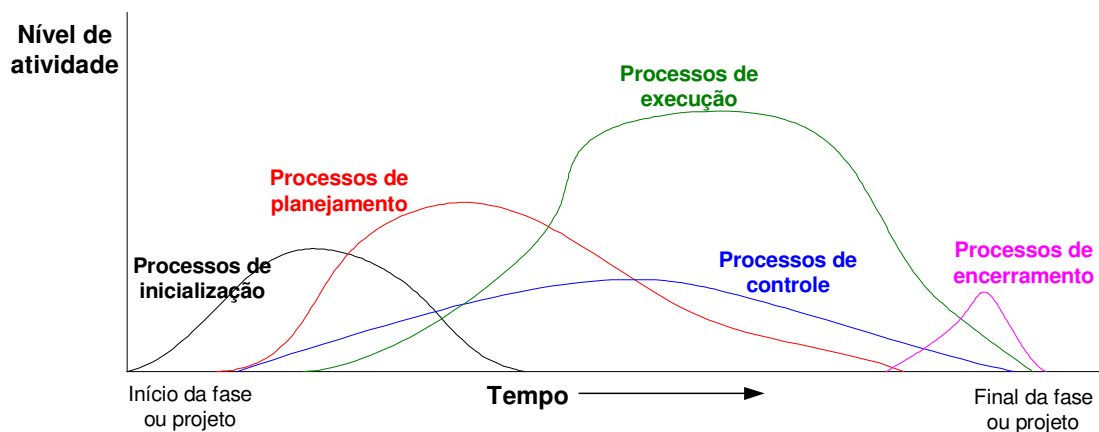 Nível de
atividade
Processos de
execução
Processos de
planejamento
Processos de
inicialização
Processos de
controle
Processos de
encerramento
Início da fase
ou projeto
Tempo
Final da fase
ou projeto